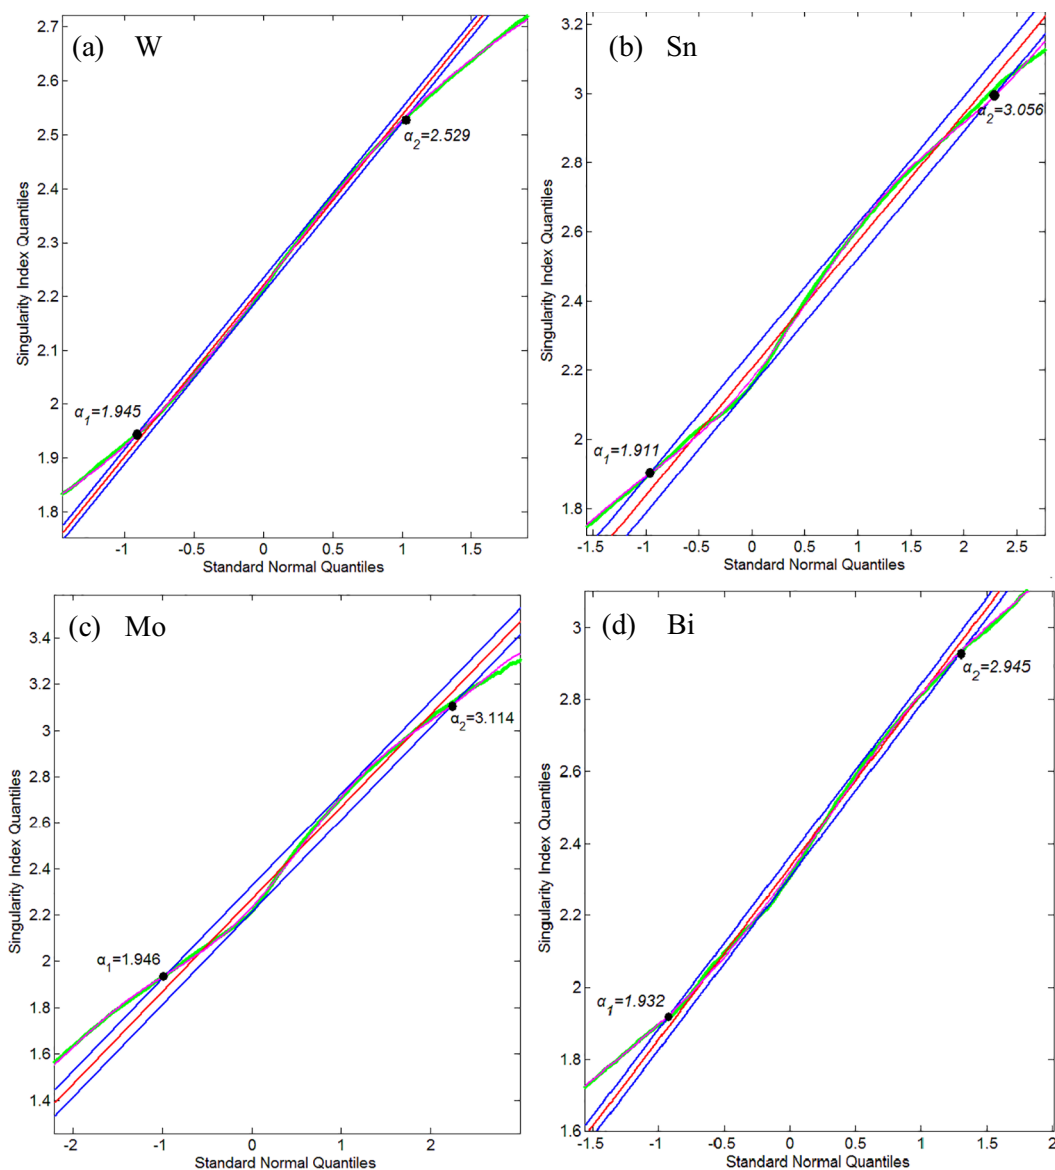 (a) W
2.7
2.6
2.5
2.4
2.3
2.2
2.1
2
1.9
1.8
α2=2.529
α1=1.945
-1 -0.5 0 0.5 1 1.5
Singularity Index Quantiles
Standard Normal Quantiles
(b) Sn
3.2
3
2.8
2.6
2.4
2.2
2
1.8
α2=3.056
α1=1.911
-1.5 -1 -0.5 0 0.5 1 1.5 2 2.5
Singularity Index Quantiles
Standard Normal Quantiles
(c) Mo
3.4
3.2
3
2.8
2.6
2.4
2.2
2
1.8
1.6
1.4
α2=3.114
α1=1.946
-2 -1 0 1 2
Singularity Index Quantiles
Standard Normal Quantiles
(d) Bi
3
2.8
2.6
2.4
2.2
2
1.8
1.6
α2=2.945
α1=1.932
-1.5 -1 -0.5 0 0.5 1 1.5 2
Singularity Index Quantiles
Standard Normal Quantiles